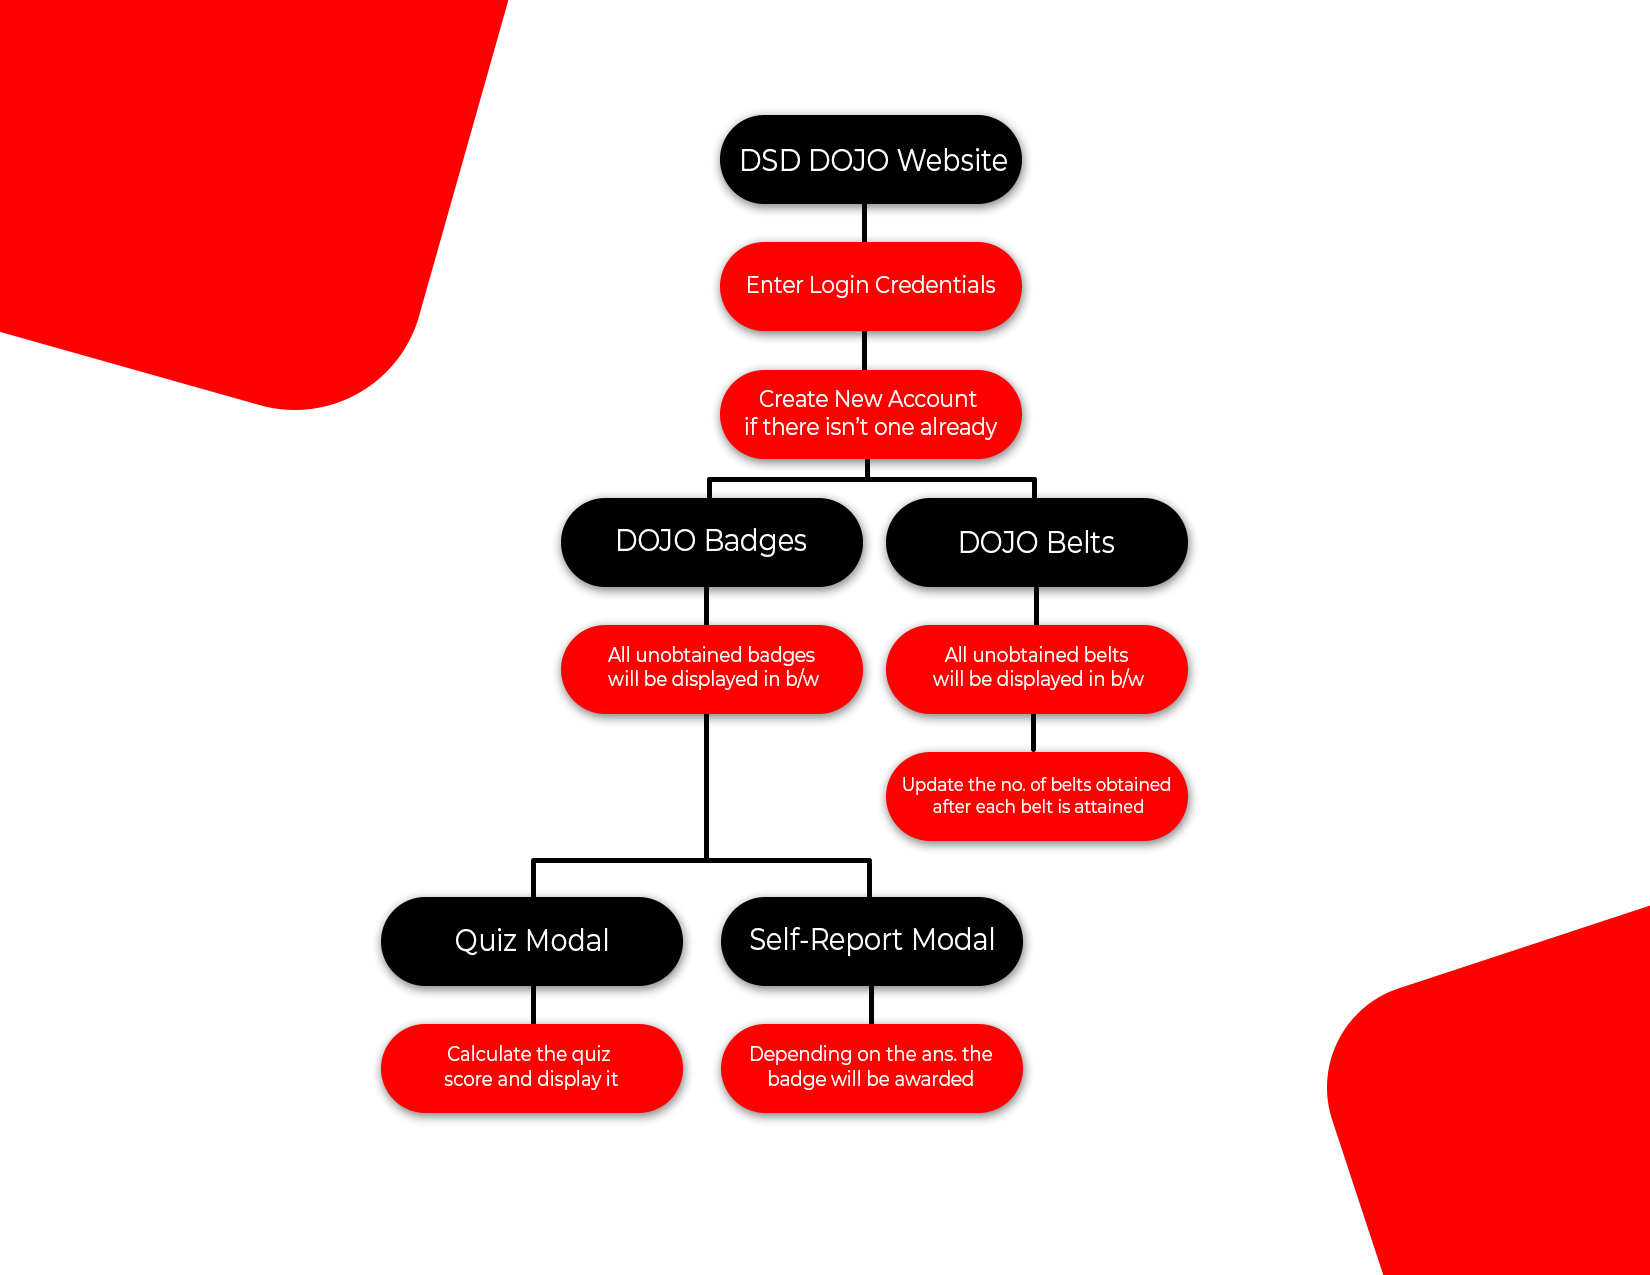 DSD DOJO Website
Enter Login Credentials
Create New Account
if there isn't one already
DOJO Badges
DOJO Belts
All unobtained badges
will be displayed in b/w
All unobtained belts
will be displayed in b/w
Update the no. of belts obtained
after each belt is attained
Quiz Modal
Self-Report Modal
Calculate the quiz
score and display it
Depending on the ans. the
badge will be awarded